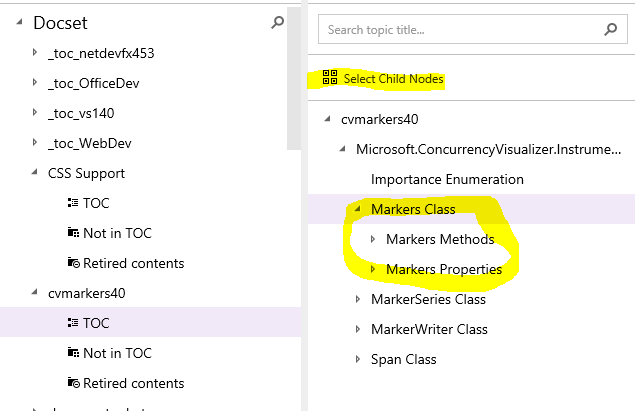 Docset
_toc_netdevfx453
_toc_OfficeDev
_toc_vs140
_toc_WebDev
CSS Support
TOC
Not in TOC
Retired contents
cvmarkers40
TOC
Not in TOC
Retired contents
Search topic title...
Select Child Nodes
cvmarkers40
Microsoft.ConcurrencyVisualizer.Instrume...
Importance Enumeration
Markers Class
Markers Methods
Markers Properties
MarkerSeries Class
MarkerWriter Class
Span Class